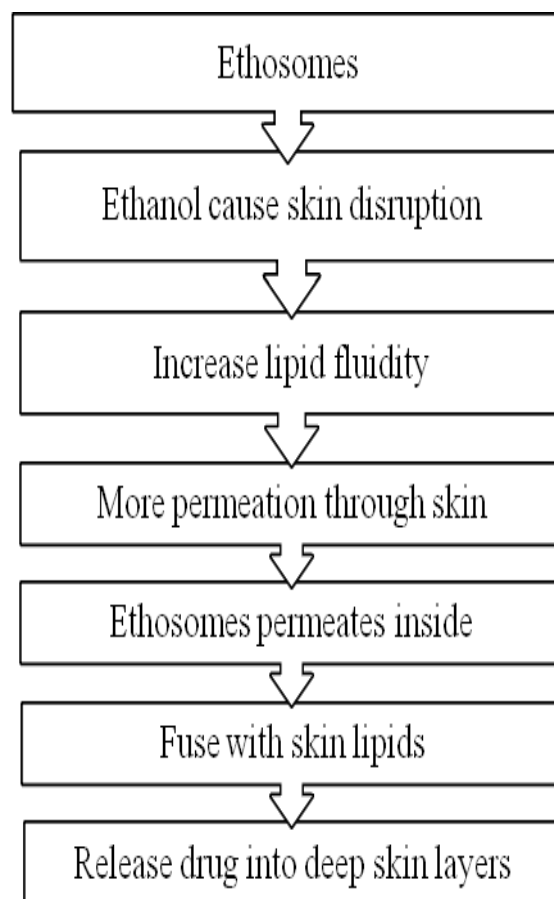 Ethosomes
Ethanol cause skin disruption
Increase lipid fluidity
More permeation through skin
Ethosomes permeates inside
Fuse with skin lipids
Release drug into deep skin layers